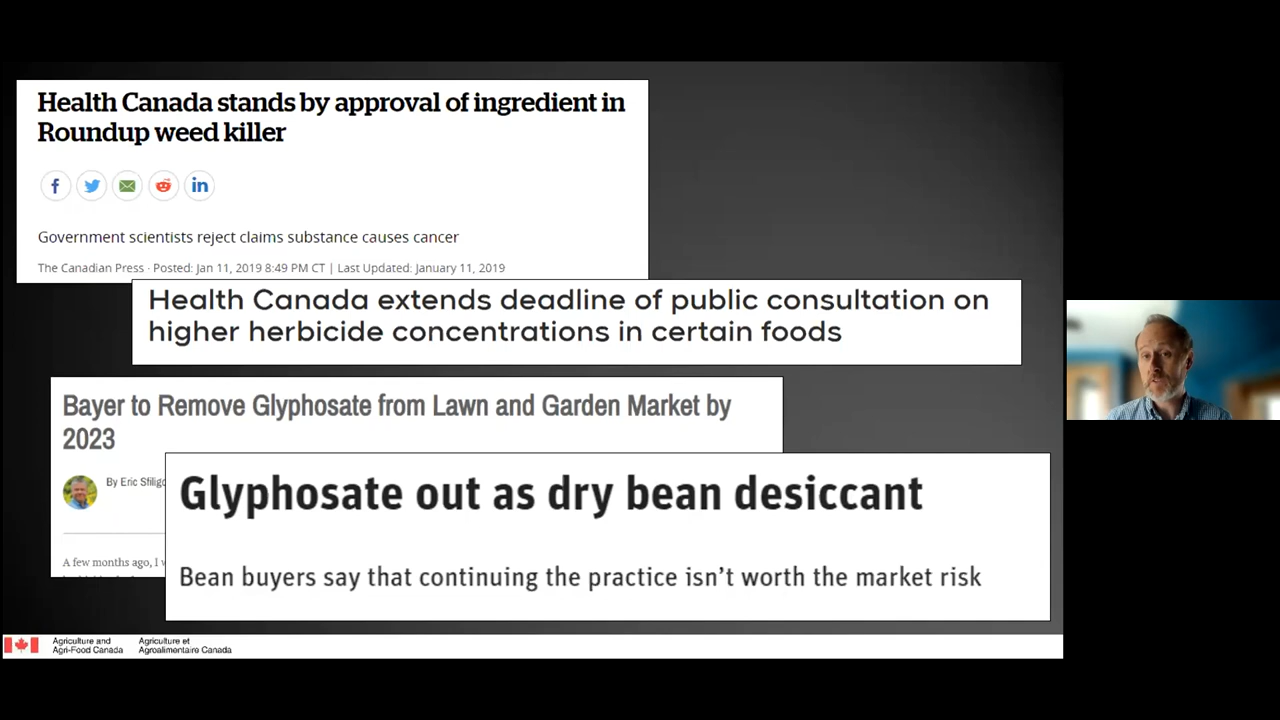 Health Canada stands by approval of ingredient in
Roundup weed killer
Government scientists reject claims substance causes cancer
The Canadian Press · Posted: Jan 11, 2019 8:49 PM CT | Last Updated: January 11, 2019
Health Canada extends deadline of public consultation on
higher herbicide concentrations in certain foods
Bayer to Remove Glyphosate from Lawn and Garden Market by
2023
By Eric Sfiligo
A few months ago, I
Glyphosate out as dry bean desiccant
Bean buyers say that continuing the practice isn't worth the market risk
Agriculture and
Agri-Food Canada
Agriculture et
Agroalimentaire Canada